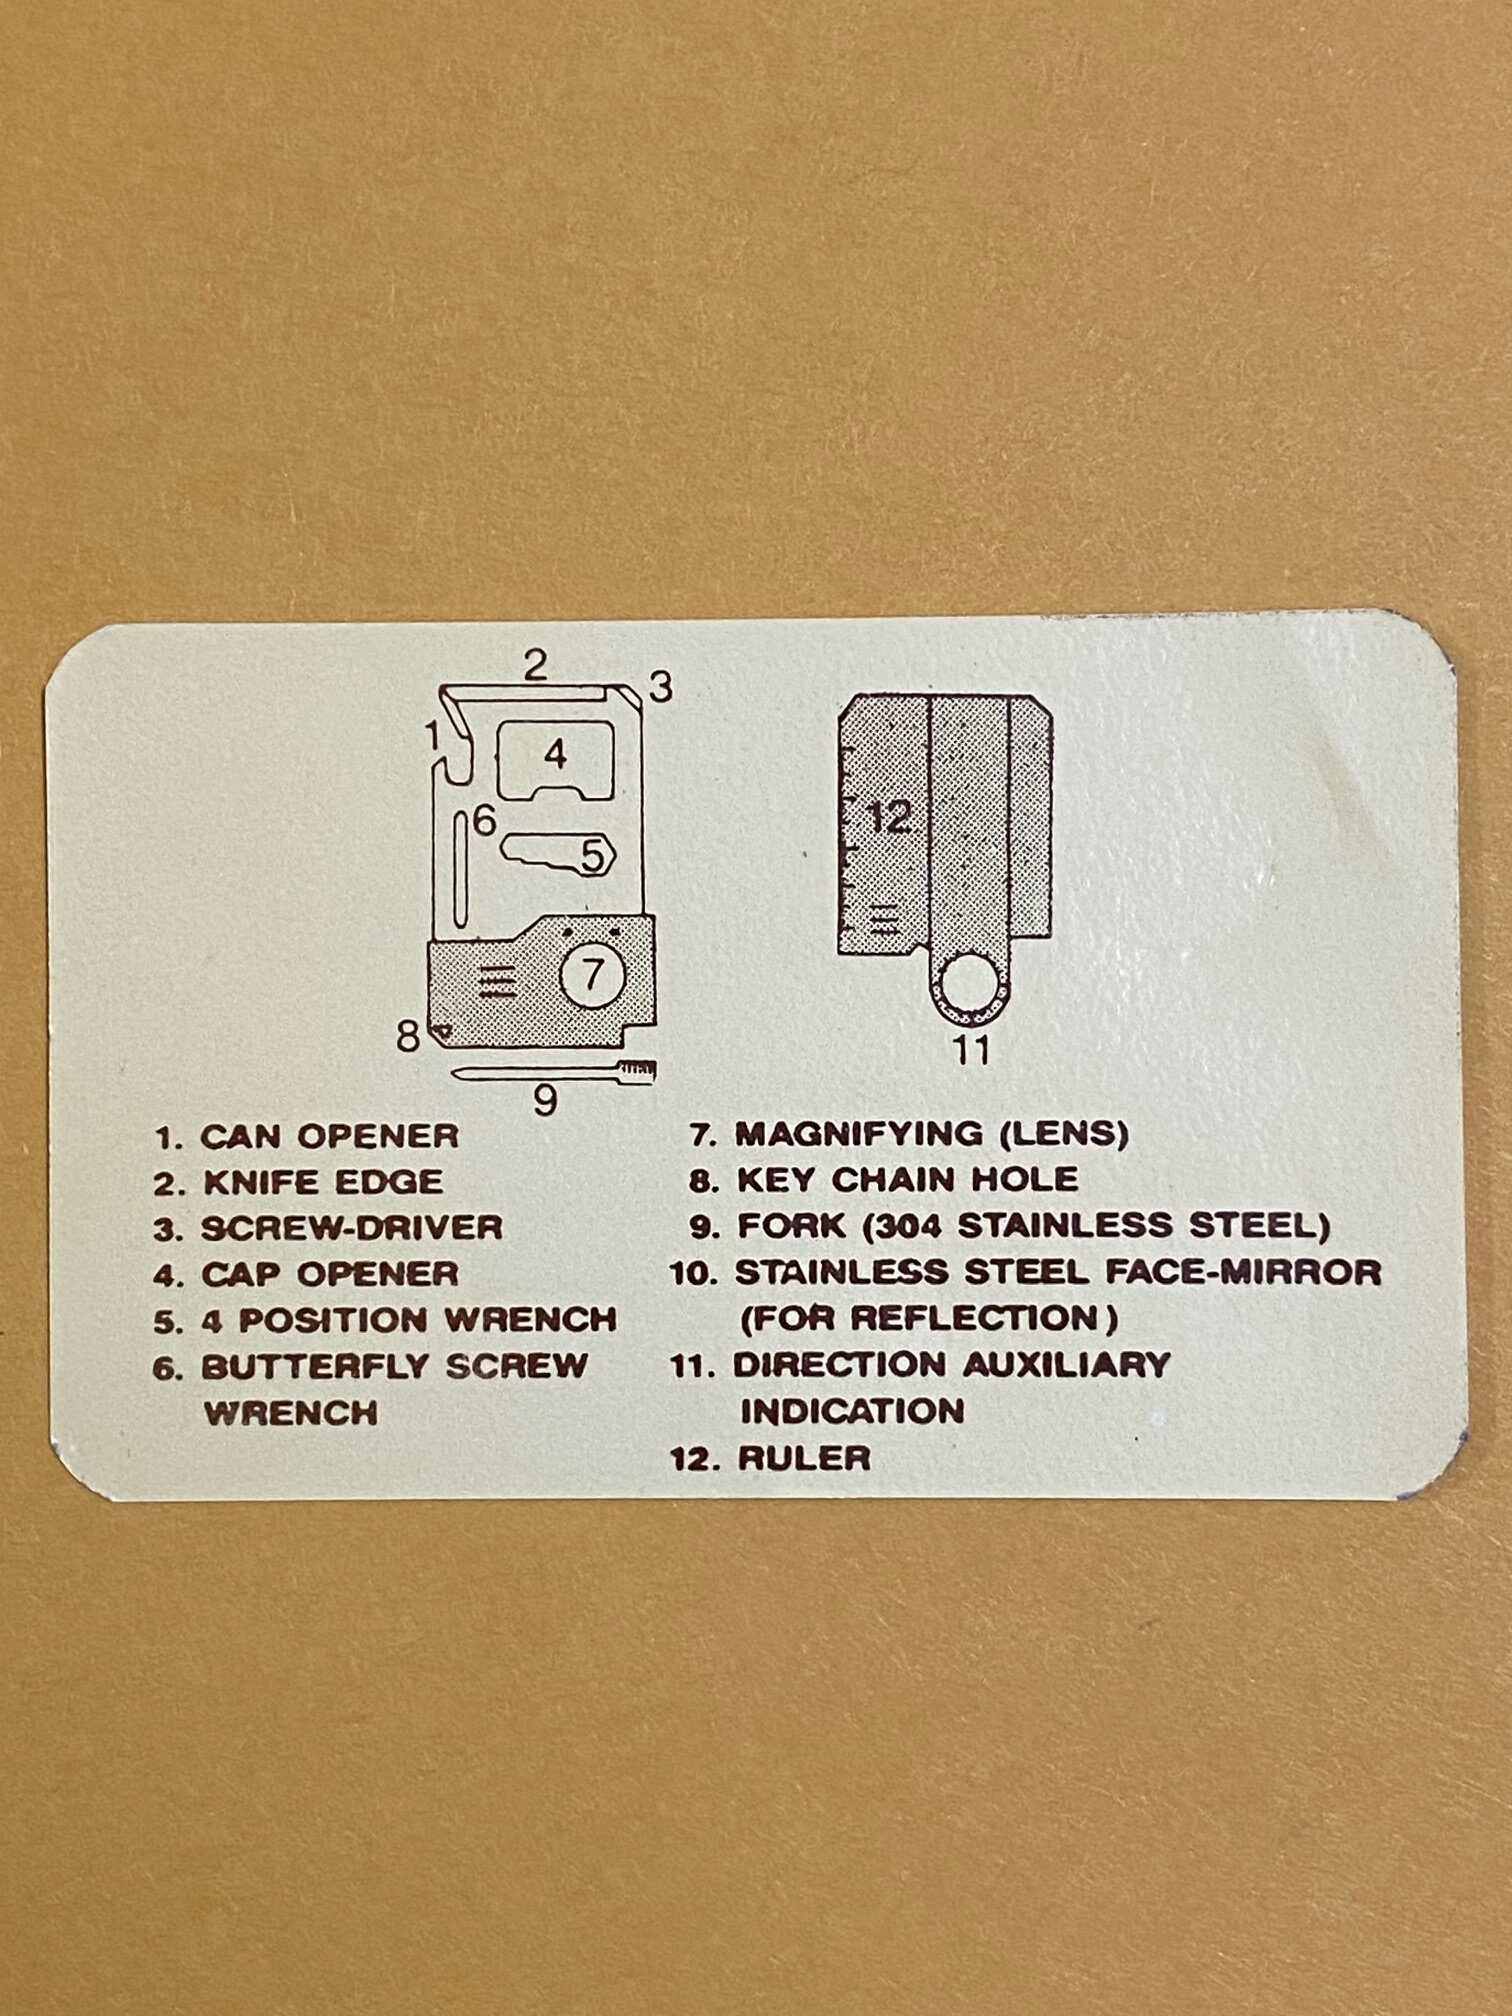 2
3
1
4
6
5
7
8
9
12
11
1. CAN OPENER
2. KNIFE EDGE
3. SCREW-DRIVER
4. CAP OPENER
5. 4 POSITION WRENCH
6. BUTTERFLY SCREW
WRENCH
7. MAGNIFYING (LENS)
8. KEY CHAIN HOLE
9. FORK (304 STAINLESS STEEL)
10. STAINLESS STEEL FACE-MIRROR
(FOR REFLECTION)
11. DIRECTION AUXILIARY
INDICATION
12. RULER